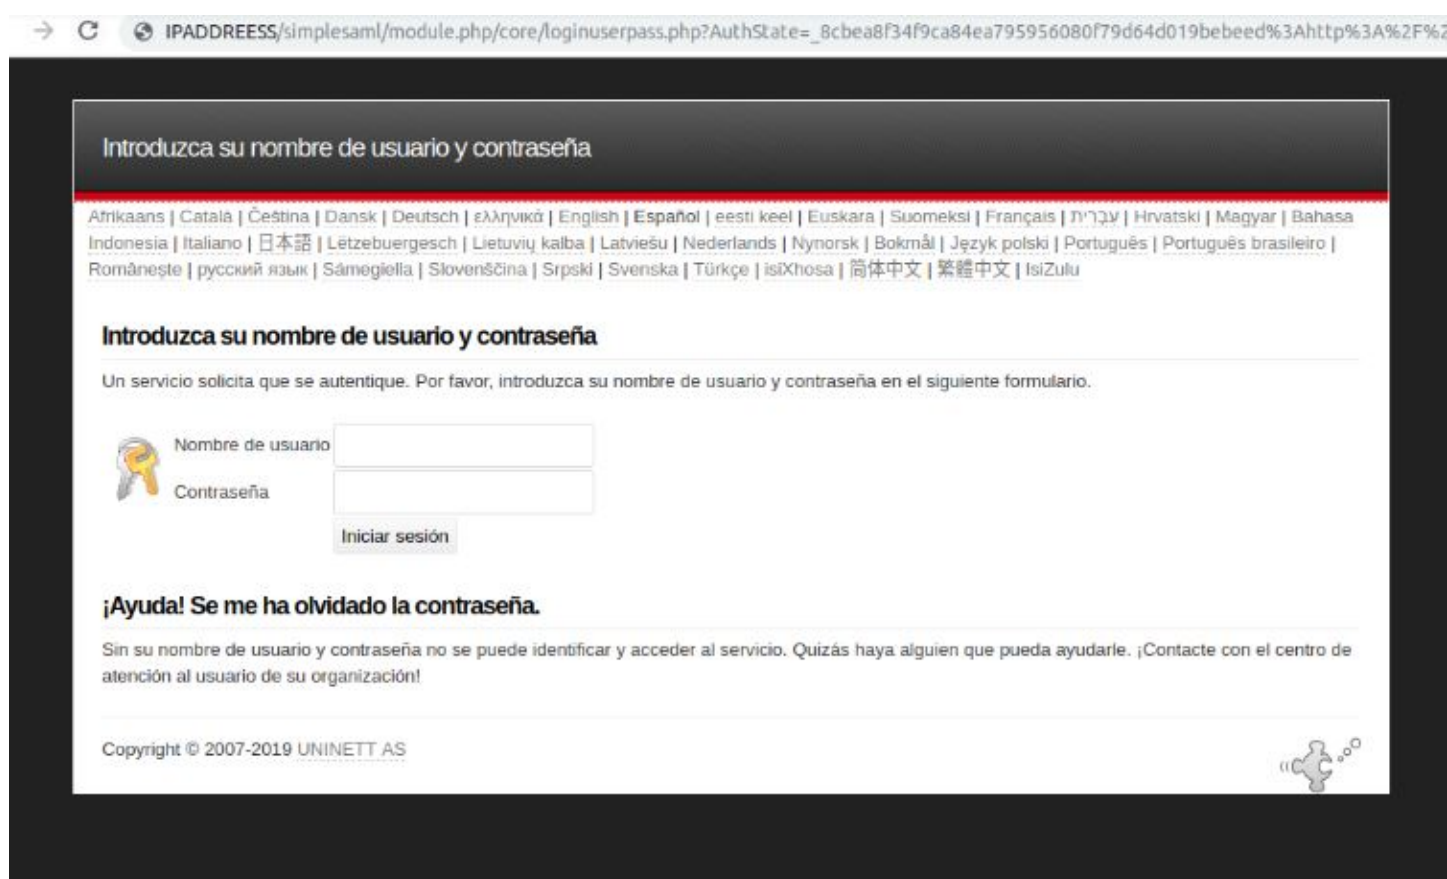 IPADDREESS/simplesaml/module.php/core/loginuserpass.php?AuthState=_8cbea8f34f9ca84ea795956080f79d64d019bebeed%3Ahttp%3A%2F%2
Introduzca su nombre de usuario y contraseña
Afrikaans | Català | Čeština | Dansk | Deutsch | ελληνικά | English | Español | eesti keel | Euskara | Suomeksi | Français | עִבְרִית | Hrvatski | Magyar | Bahasa
Indonesia | Italiano | 日本語 | Lëtzebuergesch | Lietuvių kalba | Latviešu | Nederlands | Nynorsk | Bokmål | Język polski | Português | Português brasileiro |
Românește | русский язык | Sámegiella | Slovenščina | Srpski | Svenska | Türkçe | isiXhosa | 简体中文 | 繁體中文 | IsiZulu
Introduzca su nombre de usuario y contraseña
Un servicio solicita que se autentique. Por favor, introduzca su nombre de usuario y contraseña en el siguiente formulario.
Nombre de usuario
Contraseña
Iniciar sesión
¡Ayuda! Se me ha olvidado la contraseña.
Sin su nombre de usuario y contraseña no se puede identificar y acceder al servicio. Quizás haya alguien que pueda ayudarle. ¡Contacte con el centro de
atención al usuario de su organización!
Copyright © 2007-2019 UNINETT AS